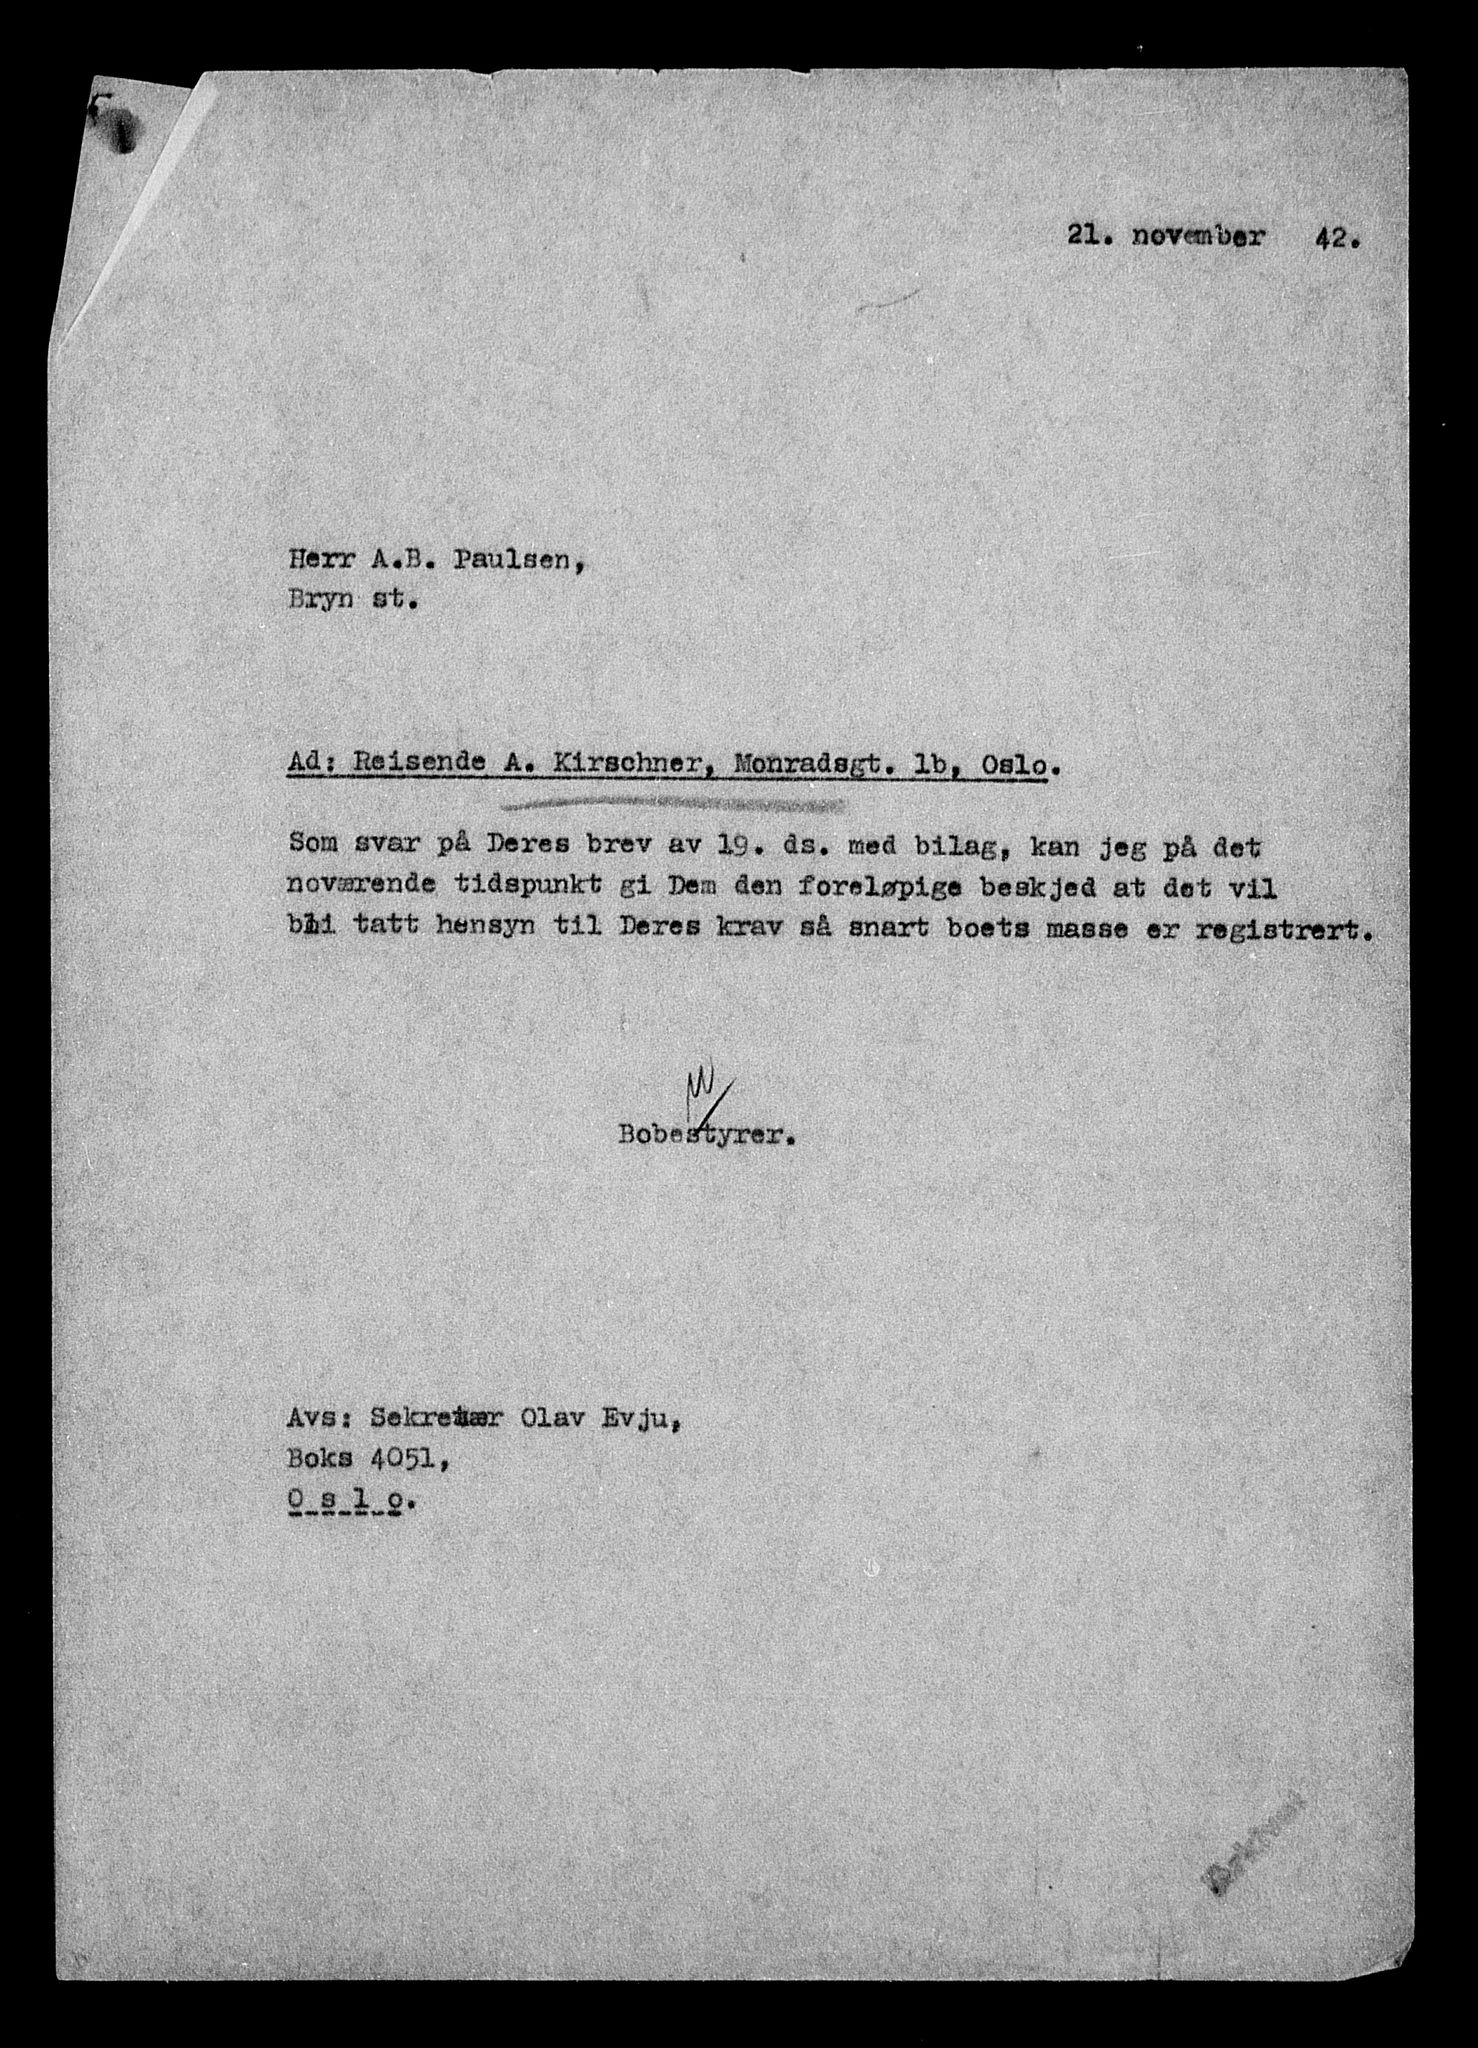 21. november 42.
Herr A.B. Paulsen,
Bryn st.
Ad: Reisende A. Kirschner, Monradsgt. 1b, Oslo.
Som svar på Deres brev av 19. ds. med bilag, kan jeg på det
noværende tidspunkt gi Dem den foreløpige beskjed at det vil
bli tatt hensyn til Deres krav så snart boets masse er registrert.
Bobestyrer.
Avs: Sekretær Olav Evju,
Boks 4051,
O s l o.